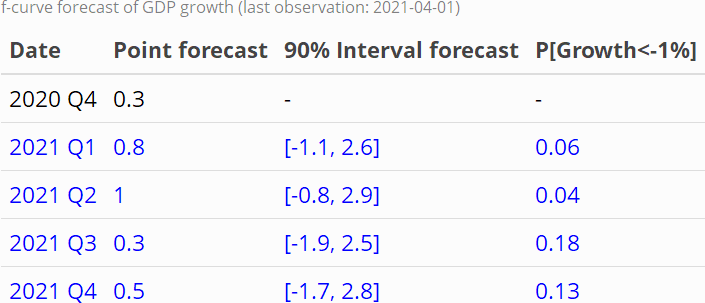 f-curve forecast of GDP growth (last observation: 2021-04-01)
Date Point forecast 90% Interval forecast P[Growth<-1%]
2020 Q4 0.3 - -
2021 Q1 0.8 [-1.1, 2.6] 0.06
2021 Q2 1 [-0.8, 2.9] 0.04
2021 Q3 0.3 [-1.9, 2.5] 0.18
2021 Q4 0.5 [-1.7, 2.8] 0.13